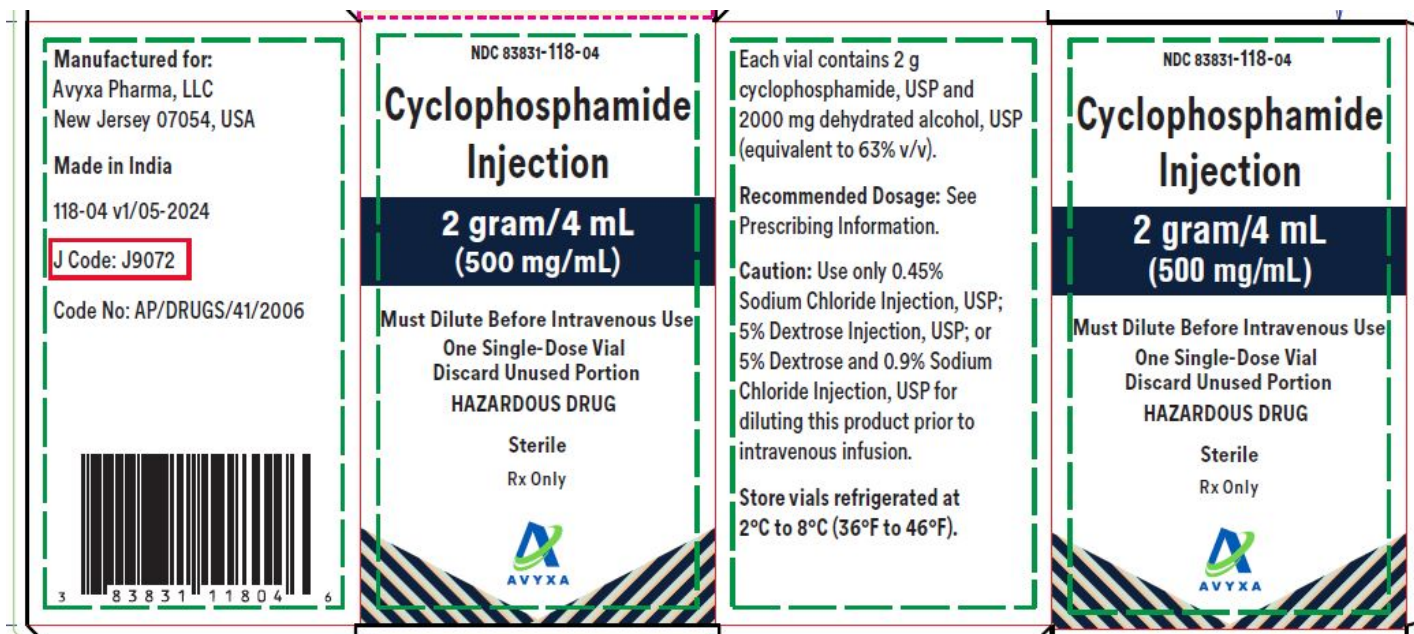 Manufactured for:
Avyxa Pharma, LLC
New Jersey 07054, USA
Made in India
118-04 v1/05-2024
J Code: J9072
Code No: AP/DRUGS/41/2006
3 83831 11804 6
NDC 83831-118-04
Cyclophosphamide
Injection
2 gram/4 mL
(500 mg/mL)
Must Dilute Before Intravenous Use
One Single-Dose Vial
Discard Unused Portion
HAZARDOUS DRUG
Sterile
Rx Only
AVYXA
Each vial contains 2 g
cyclophosphamide, USP and
2000 mg dehydrated alcohol, USP
(equivalent to 63% v/v).
Recommended Dosage: See
Prescribing Information.
Caution: Use only 0.45%
Sodium Chloride Injection, USP;
5% Dextrose Injection, USP; or
5% Dextrose and 0.9% Sodium
Chloride Injection, USP for
diluting this product prior to
intravenous infusion.
Store vials refrigerated at
2°C to 8°C (36°F to 46°F).
NDC 83831-118-04
Cyclophosphamide
Injection
2 gram/4 mL
(500 mg/mL)
Must Dilute Before Intravenous Use
One Single-Dose Vial
Discard Unused Portion
HAZARDOUS DRUG
Sterile
Rx Only
AVYXA